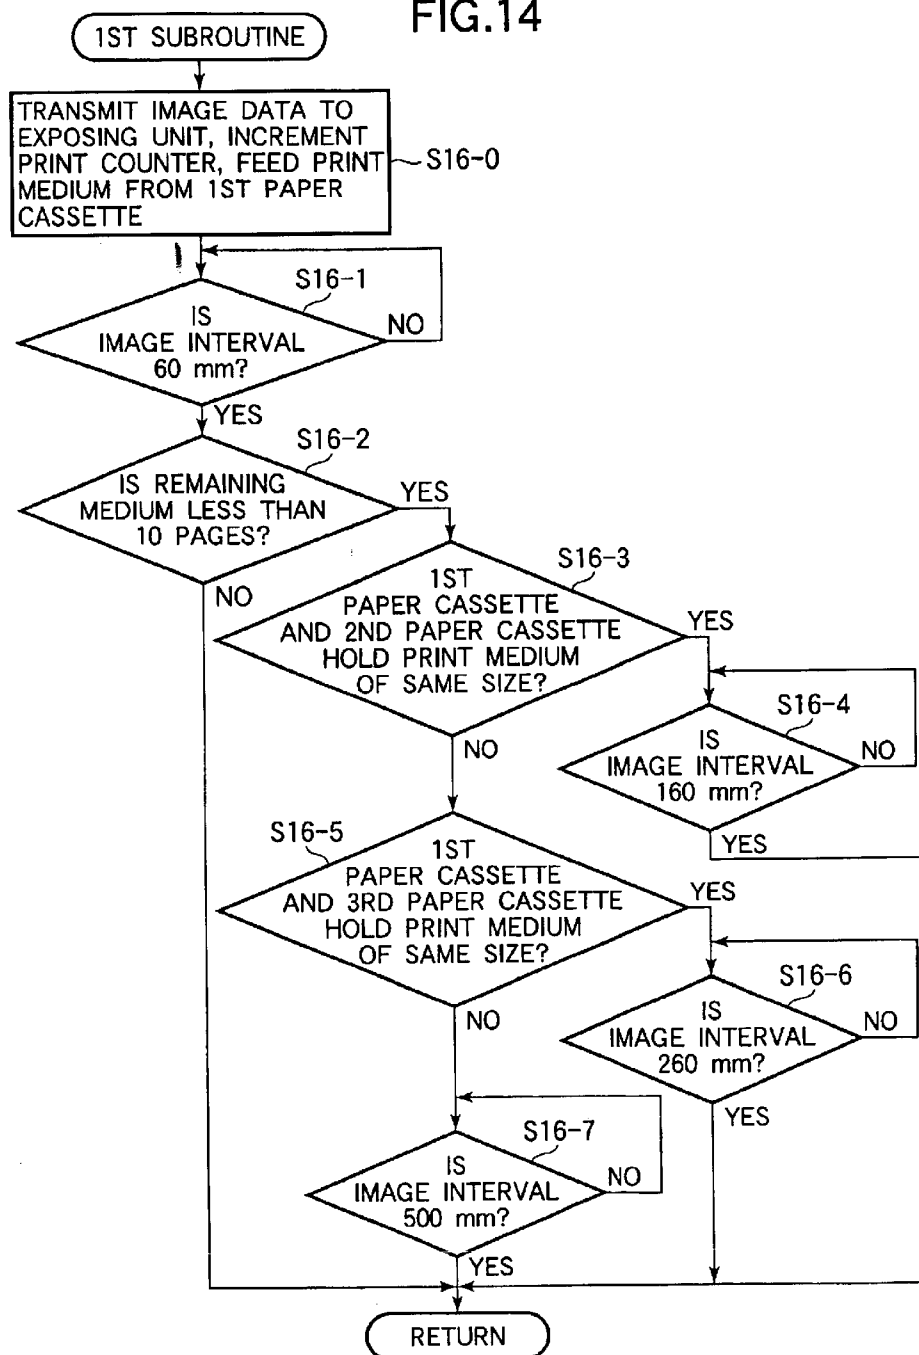 FIG.14
1ST SUBROUTINE
TRANSMIT IMAGE DATA TO
EXPOSING UNIT, INCREMENT
PRINT COUNTER, FEED PRINT
MEDIUM FROM 1ST PAPER
CASSETTE
S16-0
S16-1
IS
IMAGE INTERVAL
60 mm?
NO
YES
S16-2
IS REMAINING
MEDIUM LESS THAN
10 PAGES?
YES
NO
S16-3
1ST
PAPER CASSETTE
AND 2ND PAPER CASSETTE
HOLD PRINT MEDIUM
OF SAME SIZE?
YES
NO
S16-4
IS
IMAGE INTERVAL
160 mm?
NO
YES
S16-5
1ST
PAPER CASSETTE
AND 3RD PAPER CASSETTE
HOLD PRINT MEDIUM
OF SAME SIZE?
YES
NO
S16-6
IS
IMAGE INTERVAL
260 mm?
NO
YES
S16-7
IS
IMAGE INTERVAL
500 mm?
NO
YES
RETURN